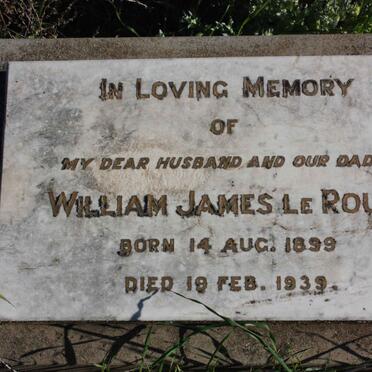 IN LOVING MEMORY
OF
MY DEAR HUSBAND AND OUR DAD
WILLIAM JAMES LE ROU
BORN 14 AUG. 1899
DIED 19 FEB. 1939.